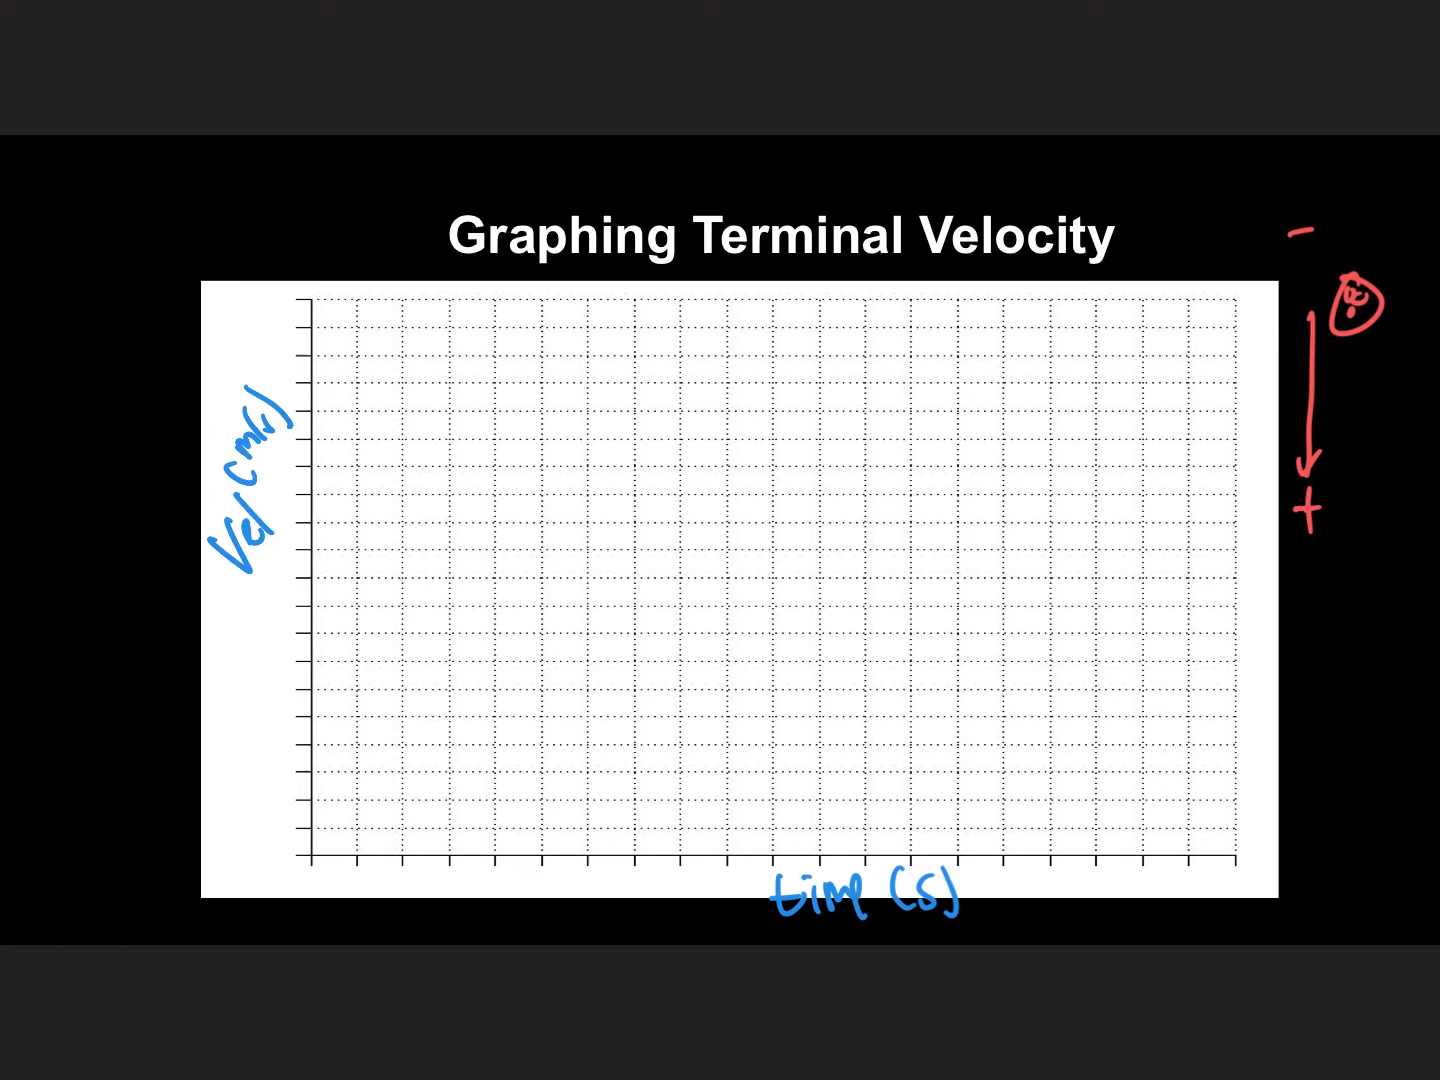 Graphing Terminal Velocity
-
+
Vel (m/s)
time (s)